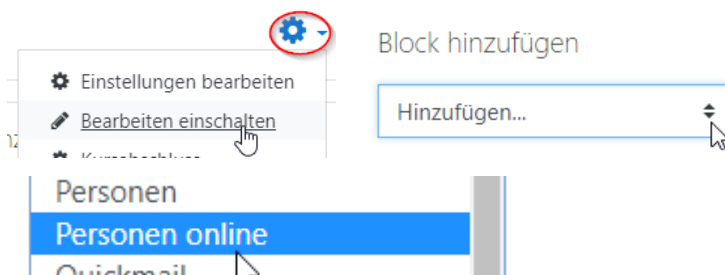 Block hinzufügen
Einstellungen bearbeiten
Hinzufügen...
Bearbeiten einschalten
Personen
Personen online
Quickmail